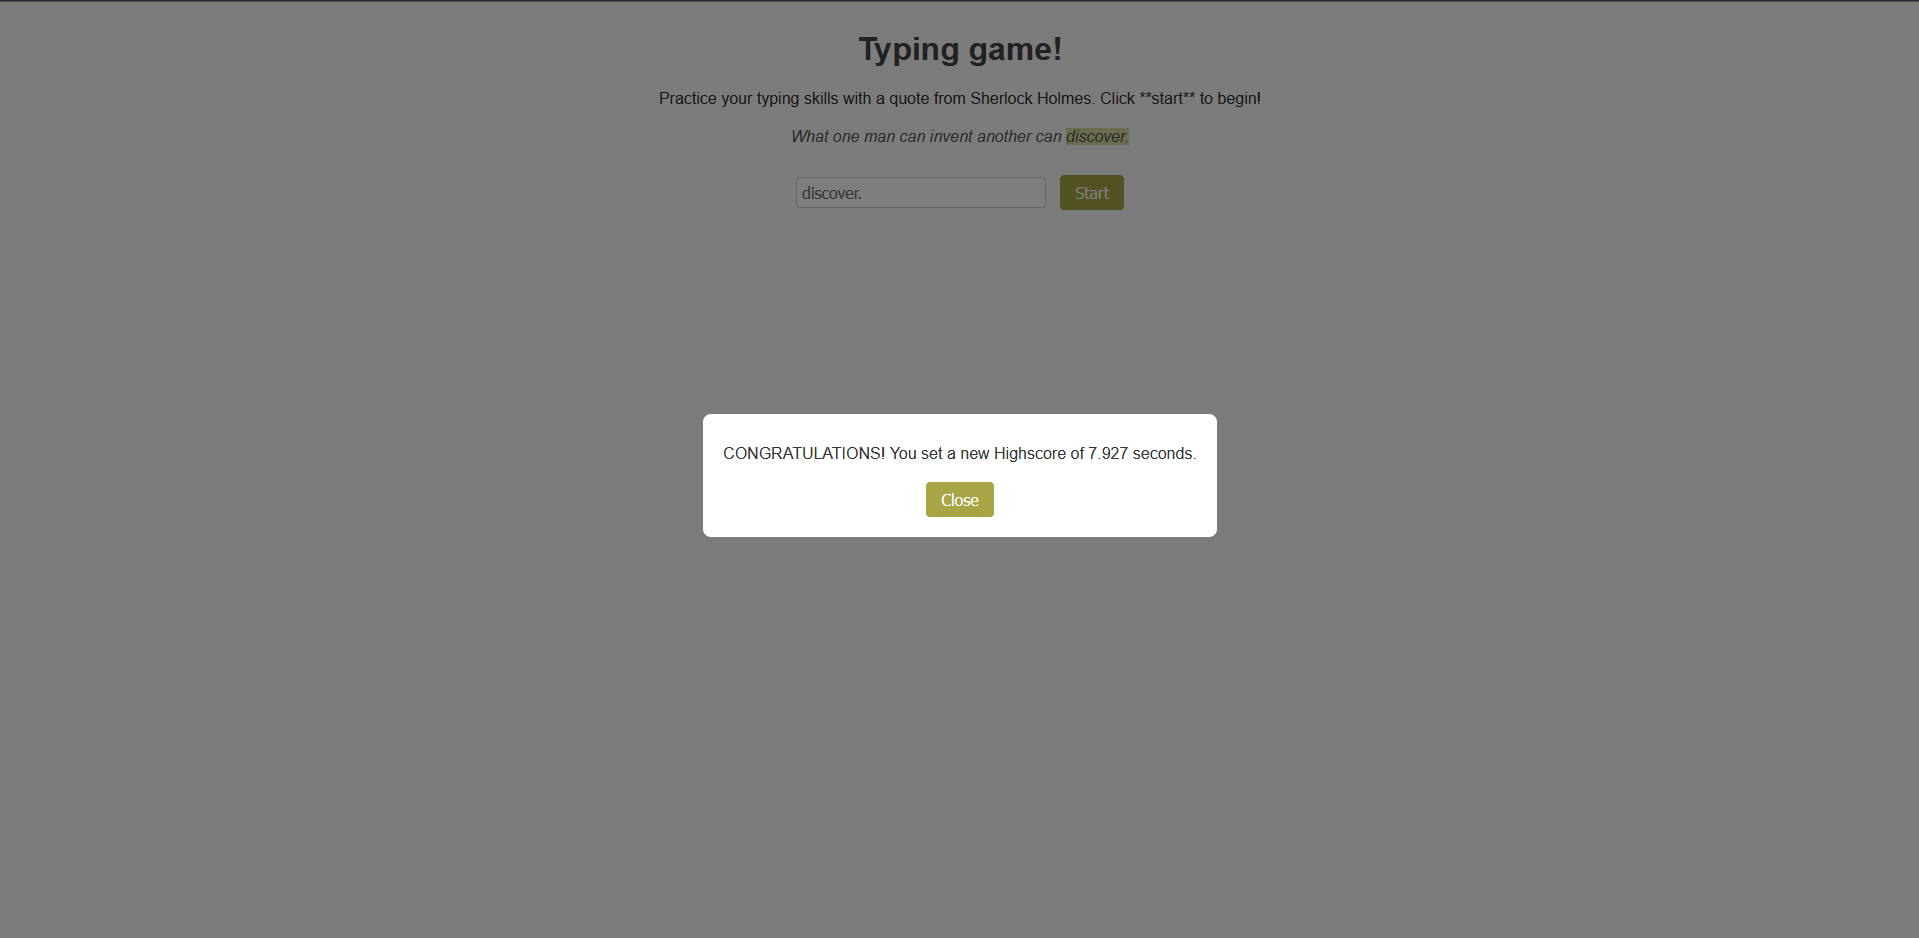 Typing game!
Practice your typing skills with a quote from Sherlock Holmes. Click **start** to begin!
What one man can invent another can discover.
discover.
Start
CONGRATULATIONS! You set a new Highscore of 7.927 seconds.
Close